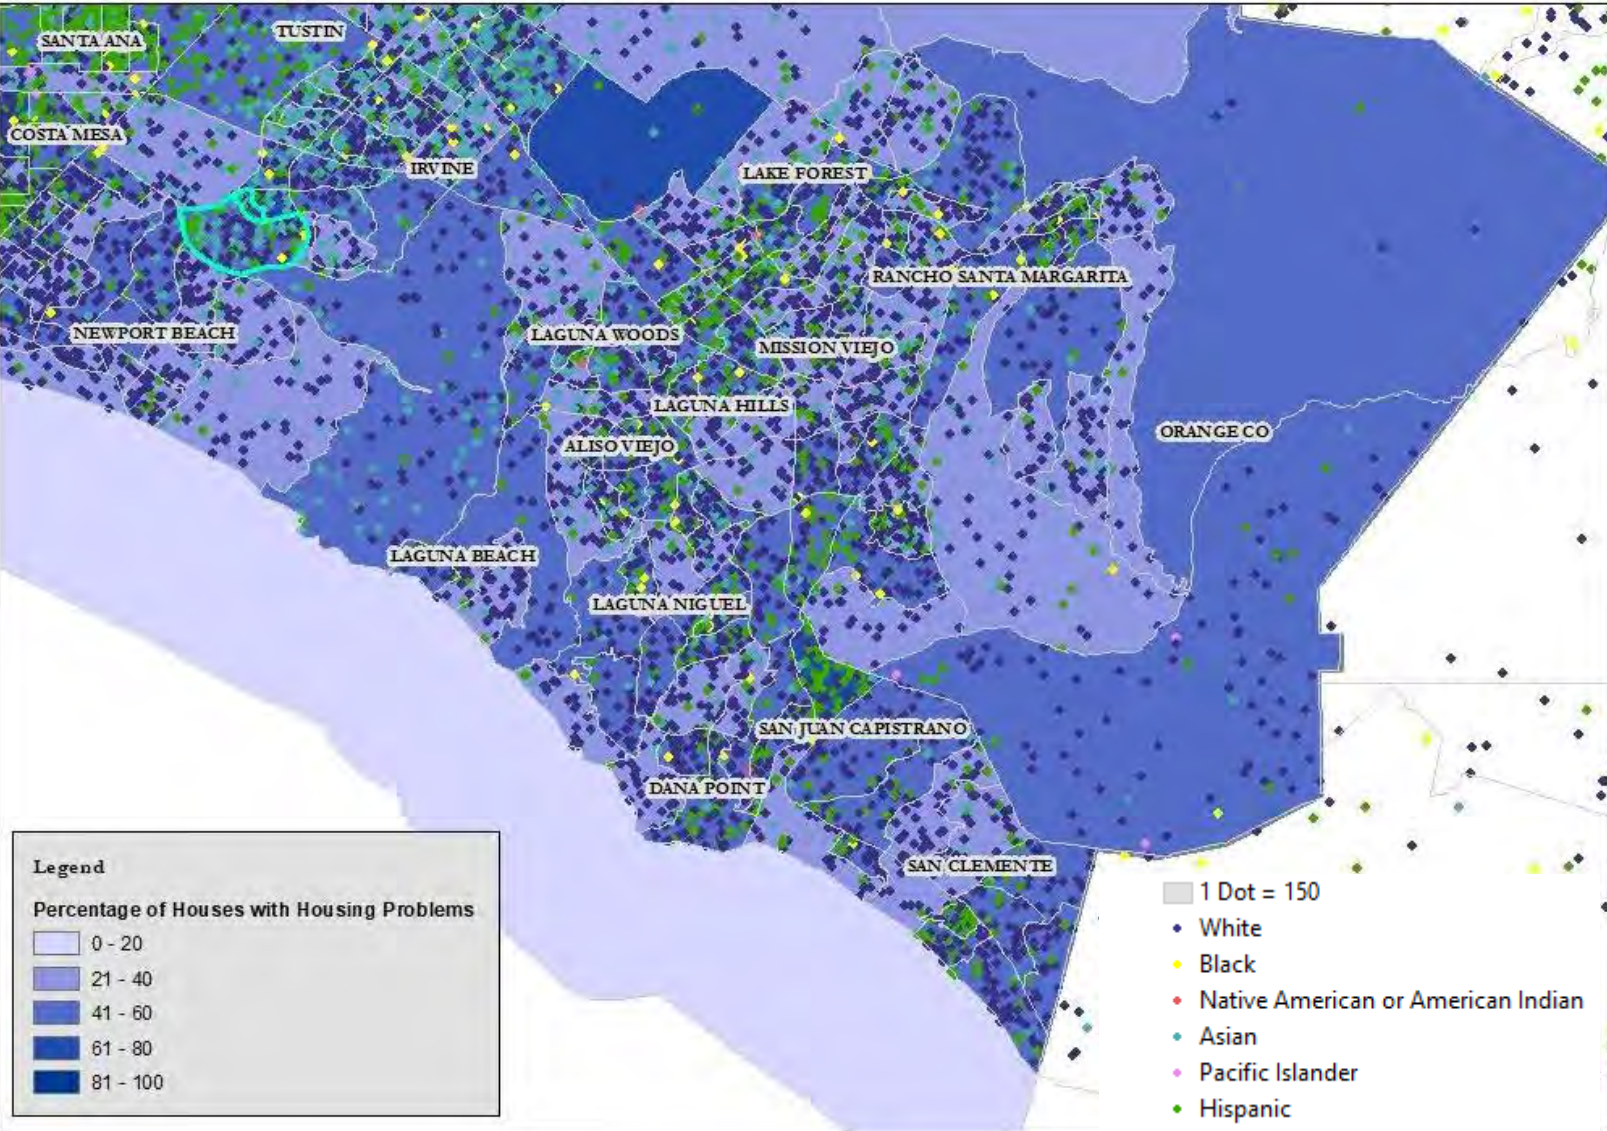 SANTA ANA
TUSTIN
COSTA MESA
IRVINE
LAKE FOREST
RANCHO SANTA MARGARITA
NEWPORT BEACH
LAGUNA WOODS
MISSION VIEJO
LAGUNA HILLS
ORANGE CO
ALISO VIEJO
LAGUNA BEACH
LAGUNA NIGUEL
SAN JUAN CAPISTRANO
DANA POINT
SAN CLEMENTE
Legend
Percentage of Houses with Housing Problems
0 - 20
21 - 40
41 - 60
61 - 80
81 - 100
1 Dot = 150
White
Black
Native American or American Indian
Asian
Pacific Islander
Hispanic